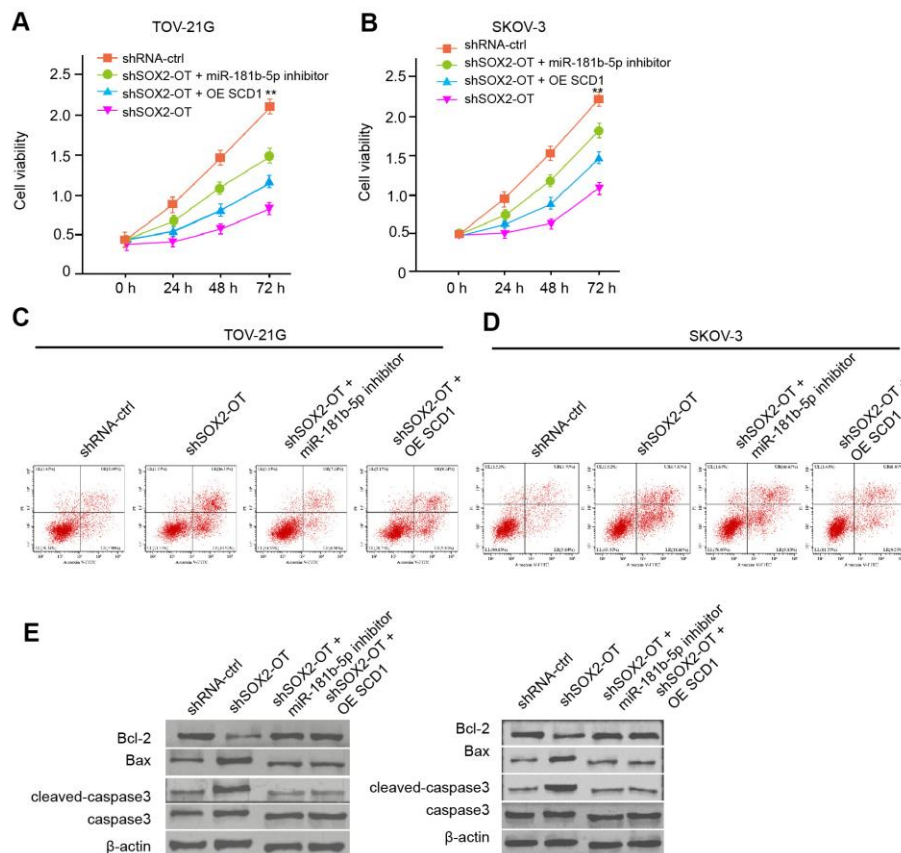 A
TOV-21G
shRNA-ctrl
shSOX2-OT + miR-181b-5p inhibitor
shSOX2-OT + OE SCD1
**
shSOX2-OT
Cell viability
2.5
2.0
1.5
1.0
0.5
0
0 h
24 h
48 h
72 h
B
SKOV-3
shRNA-ctrl
shSOX2-OT + miR-181b-5p inhibitor
shSOX2-OT + OE SCD1
**
shSOX2-OT
Cell viability
2.5
2.0
1.5
1.0
0.5
0
0 h
24 h
48 h
72 h
C
TOV-21G
shRNA-ctrl
shSOX2-OT
shSOX2-OT +
miR-181b-5p inhibitor
shSOX2-OT +
OE SCD1
D
SKOV-3
shRNA-ctrl
shSOX2-OT
shSOX2-OT +
miR-181b-5p inhibitor
shSOX2-OT +
OE SCD1
E
shRNA-ctrl
shSOX2-OT
shSOX2-OT +
miR-181b-5p inhibitor
shSOX2-OT +
OE SCD1
Bcl-2
Bax
cleaved-caspase3
caspase3
β-actin
shRNA-ctrl
shSOX2-OT
shSOX2-OT +
miR-181b-5p inhibitor
shSOX2-OT +
OE SCD1
Bcl-2
Bax
cleaved-caspase3
caspase3
β-actin